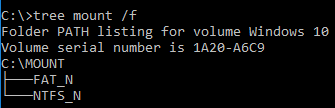 C:\>tree mount /f
Folder PATH listing for volume Windows 10
Volume serial number is 1A20-A6C9
C:\MOUNT
├───FAT_N
└───NTFS_N